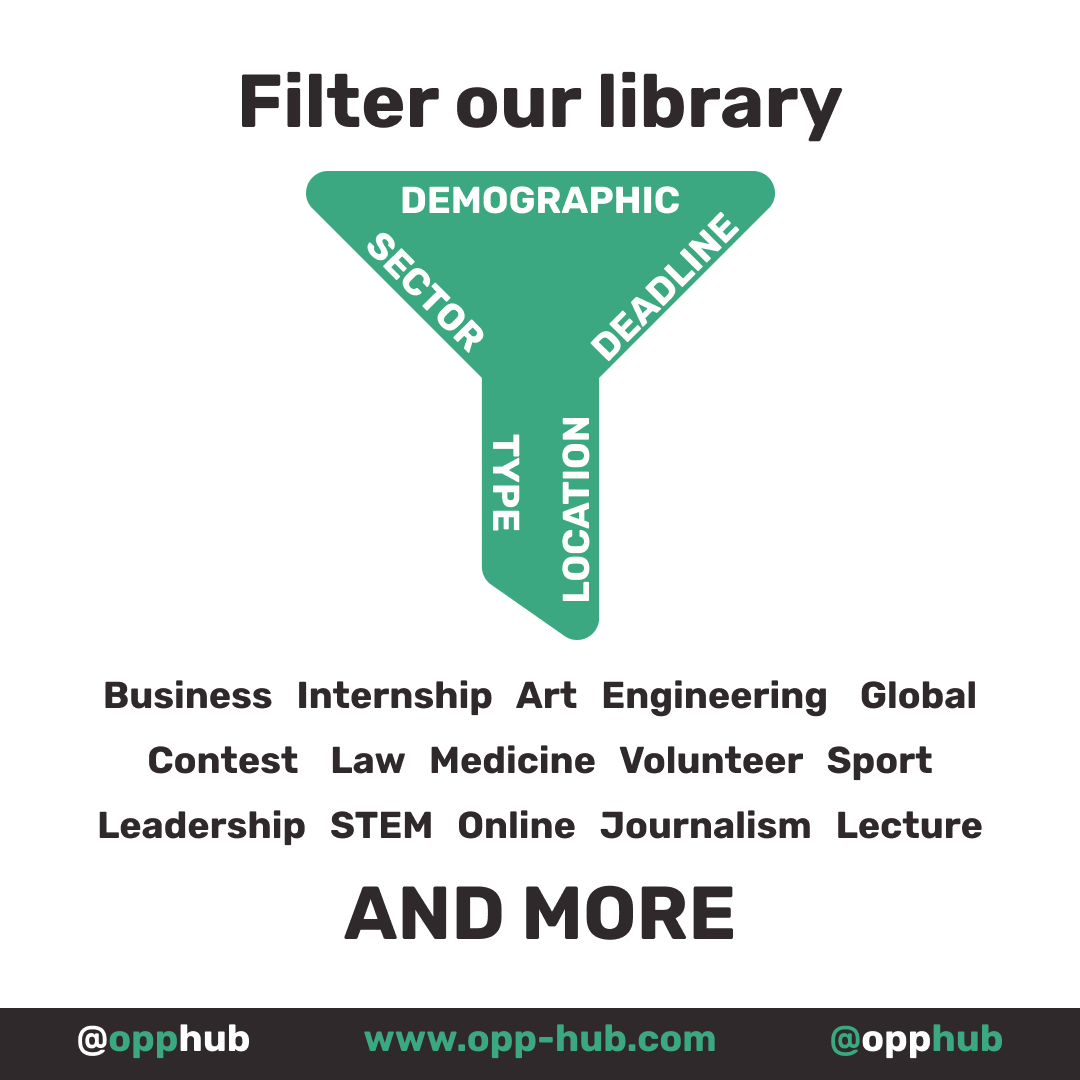 Filter our library
DEMOGRAPHIC
SECTOR
DEADLINE
TYPE
LOCATION
Business Internship Art Engineering Global
Contest Law Medicine Volunteer Sport
Leadership STEM Online Journalism Lecture
AND MORE
@opphub www.opp-hub.com @opphub